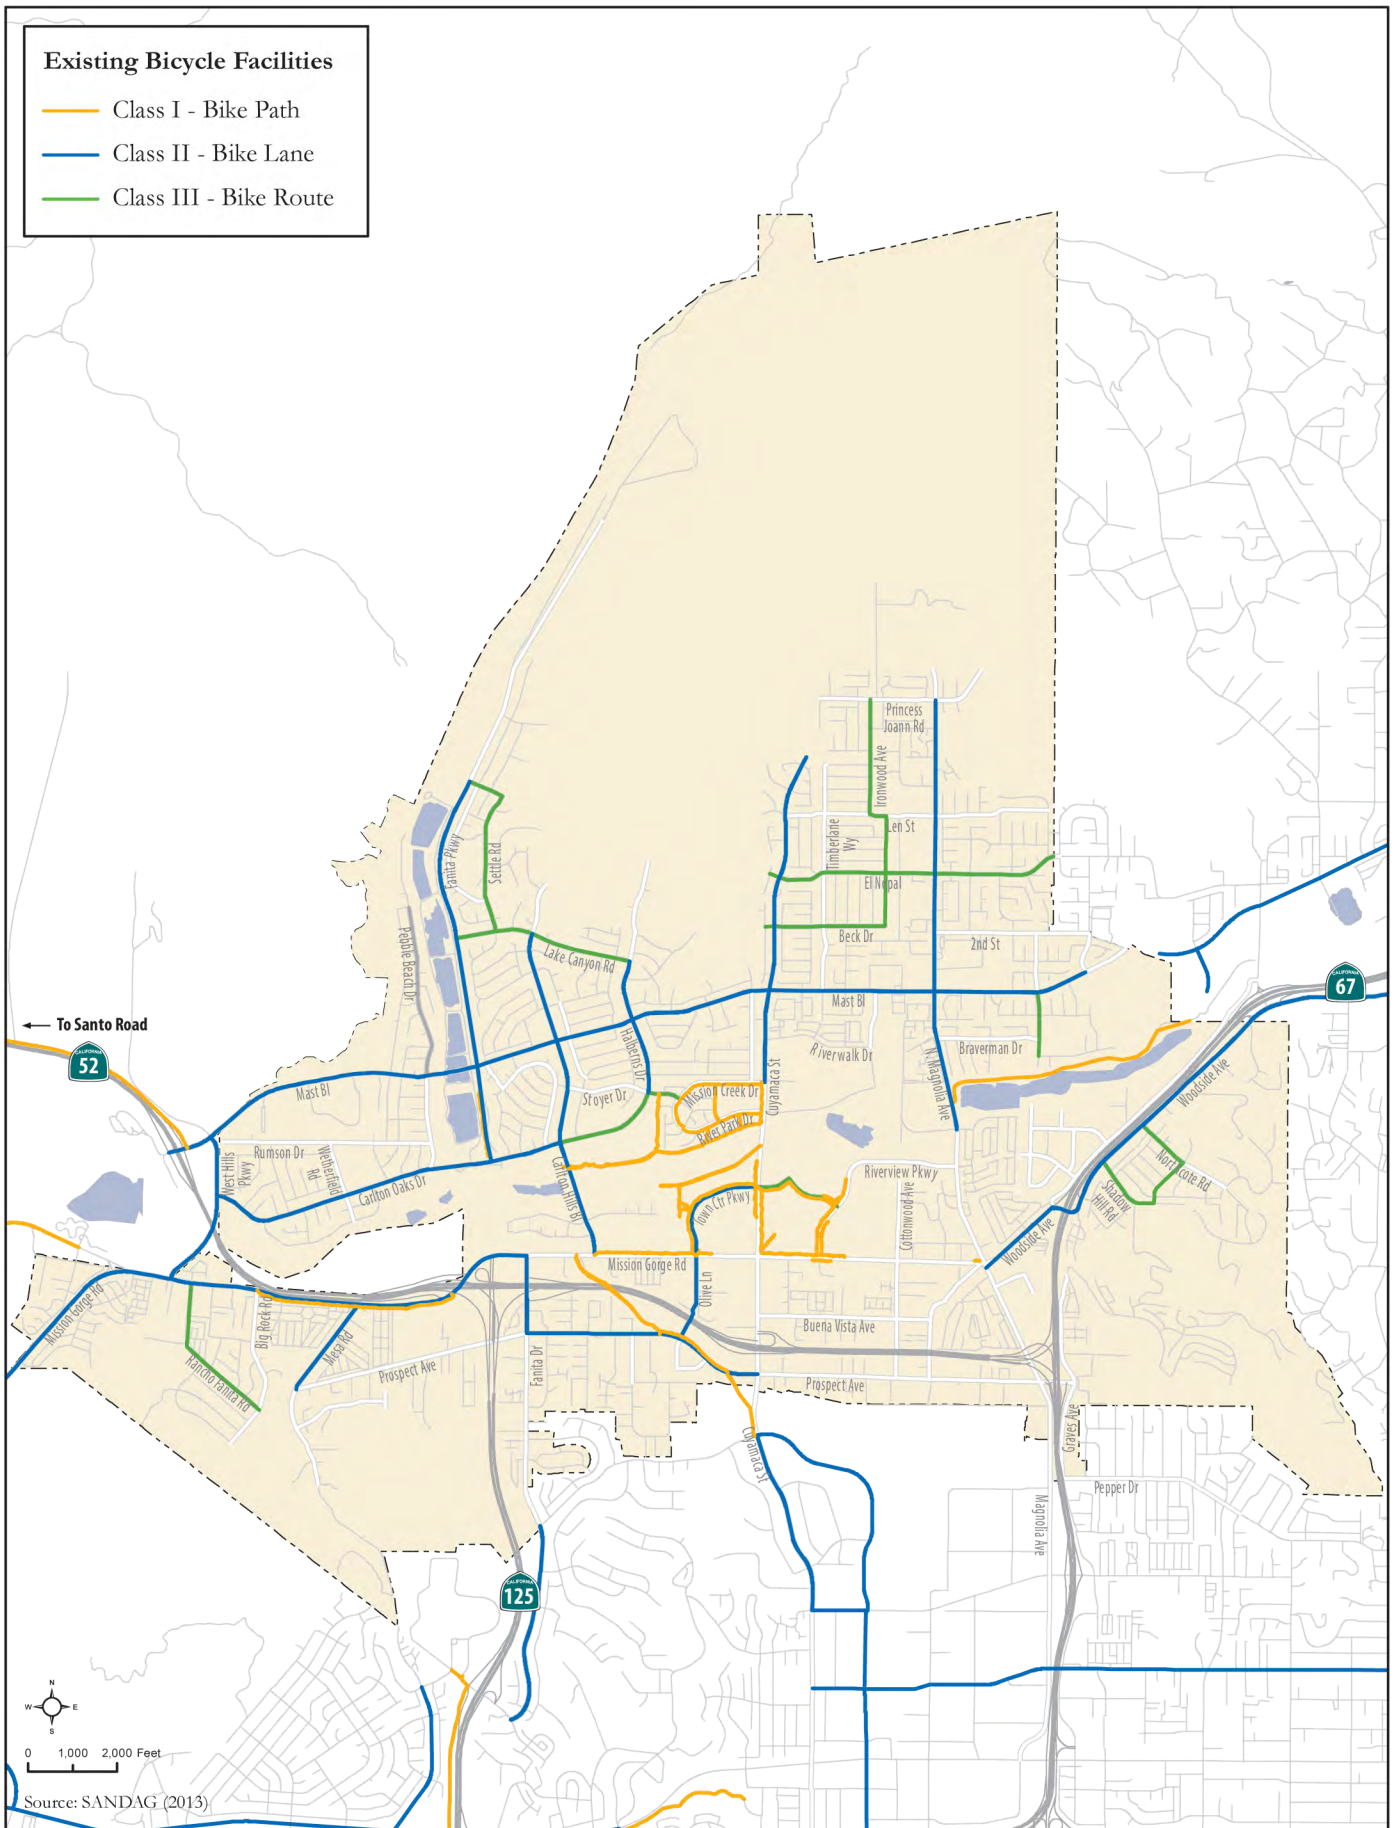 Existing Bicycle Facilities
Class I - Bike Path
Class II - Bike Lane
Class III - Bike Route
Princess
Joann Rd
Ironwood Ave
Len St
Timberlane
Wy
El Nopal
Fanita Pkwy
Settle Rd
Beck Dr
2nd St
Lake Canyon Rd
Pebble Beach Dr
CALIFORNIA
67
Mast Bl
To Santo Road
CALIFORNIA
52
Halberns Dr
Riverwalk Dr
Braverman Dr
N. Magnolia Ave
Cuyamaca St
Woodside Ave
Mast Bl
Stoyer Dr
Mission Creek Dr
River Park Dr
Rumson Dr
West Hills
Pkwy
Wetherfield
Rd
Carlton Oaks Dr
Carlton Hills Bl
Town Ctr Pkwy
Riverview Pkwy
Northcote Rd
Shadow
Hill Rd
Cottonwood Ave
Woodside Ave
Mission Gorge Rd
Olive Ln
Mission Gorge Rd
Big Rock Rd
Mesa Rd
Buena Vista Ave
Rancho Fanita Rd
Prospect Ave
Fanita Dr
Prospect Ave
Graves Ave
Cuyamaca St
Pepper Dr
Magnolia Ave
CALIFORNIA
125
N
W E
S
0 1,000 2,000 Feet
Source: SANDAG (2013)